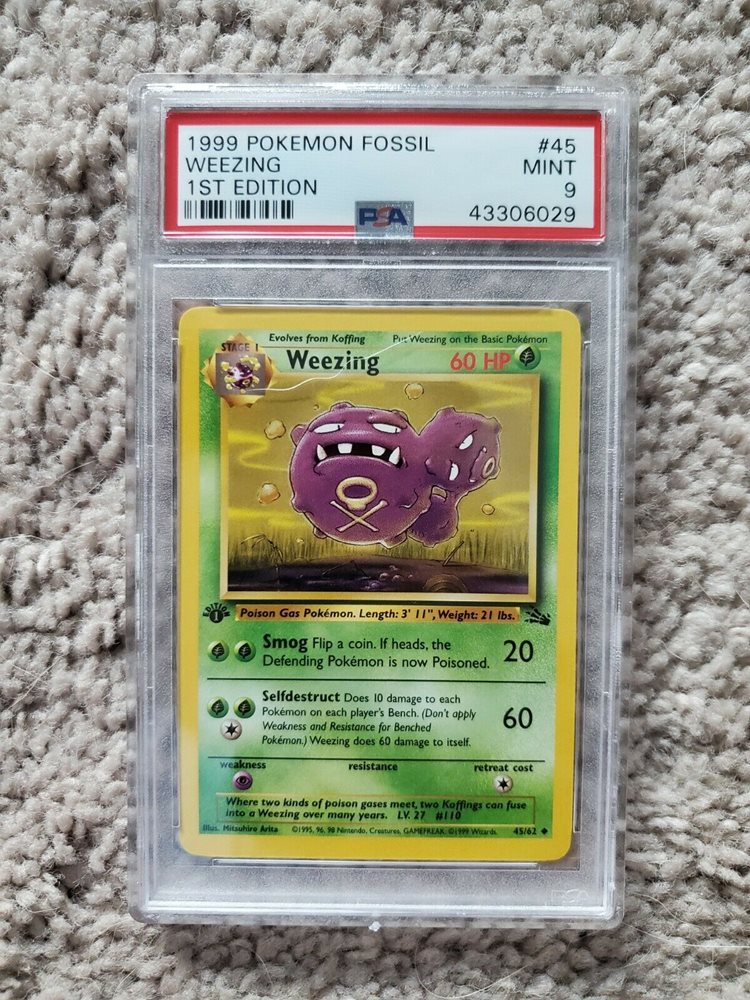 1999 POKEMON FOSSIL #45
WEEZING MINT
1ST EDITION 9
PSA 43306029
Evolves from Koffing Put Weezing on the Basic Pokémon
STAGE 1 Weezing 60 HP
EDITION 1
Poison Gas Pokémon. Length: 3' 11", Weight: 21 lbs.
Smog Flip a coin. If heads, the
Defending Pokémon is now Poisoned. 20
Selfdestruct Does 10 damage to each
Pokémon on each player's Bench. (Don't apply
Weakness and Resistance for Benched
Pokémon.) Weezing does 60 damage to itself. 60
weakness resistance retreat cost
Where two kinds of poison gases meet, two Koffings can fuse
into a Weezing over many years. LV. 27 #110
Illus. Mitsuhiro Arita ©1995, 96, 98 Nintendo, Creatures, GAMEFREAK. ©1999 Wizards. 45/62